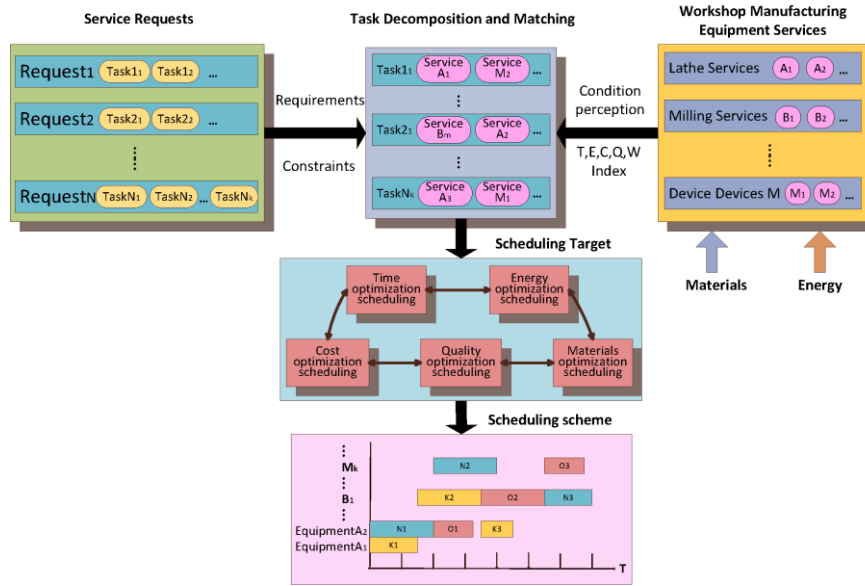 Service Requests
Request1 Task1₁ Task1₂ ...
Request2 Task2₁ Task2₂ ...
RequestN TaskN₁ TaskN₂ ... TaskNₖ
Requirements
Constraints
Task Decomposition and Matching
Task1₁ Service A₁ Service M₂ ...
Task2₁ Service Bₘ Service A₂ ...
TaskNₖ Service A₃ Service M₁ ...
Condition
perception
T,E,C,Q,W
Index
Workshop Manufacturing
Equipment Services
Lathe Services A₁ A₂ ...
Milling Services B₁ B₂ ...
Device Devices M M₁ M₂ ...
Materials
Energy
Scheduling Target
Time
optimization
scheduling
Energy
optimization
scheduling
Cost
optimization
scheduling
Quality
optimization
scheduling
Materials
optimization
scheduling
Scheduling scheme
Mₖ N2 O3
B₁ K2 O2 N3
EquipmentA₂ N1 O1 K3
EquipmentA₁ K1
T